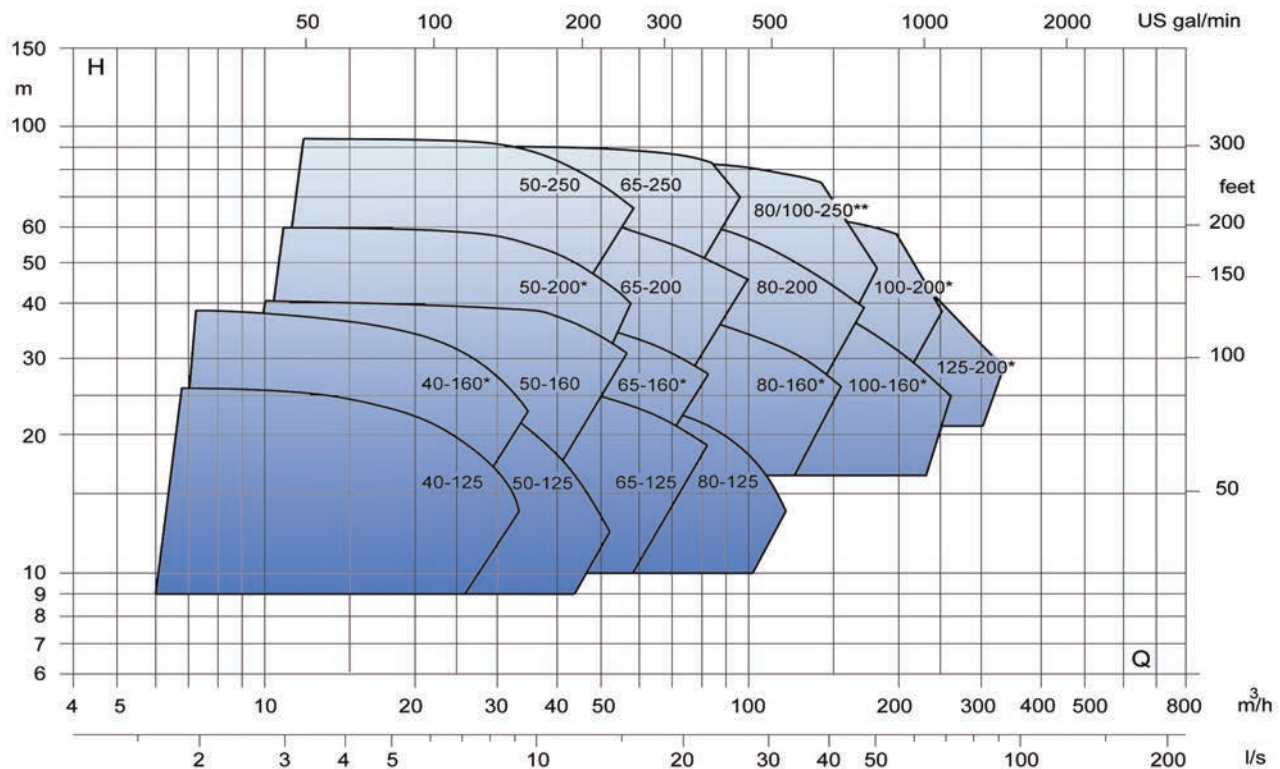 50 100 200 300 500 1000 2000 US gal/min
150 H
m
100 300
50-250 65-250 feet
80/100-250**
60 200
50 150
50-200* 65-200 80-200 100-200*
40
30 100
125-200*
40-160* 50-160 65-160* 80-160* 100-160*
20
40-125 50-125 65-125 80-125 50
10
9
8
7
6 Q
4 5 10 20 30 40 50 100 200 300 400 500 800 m³/h
2 3 4 5 10 20 30 40 50 100 200 l/s